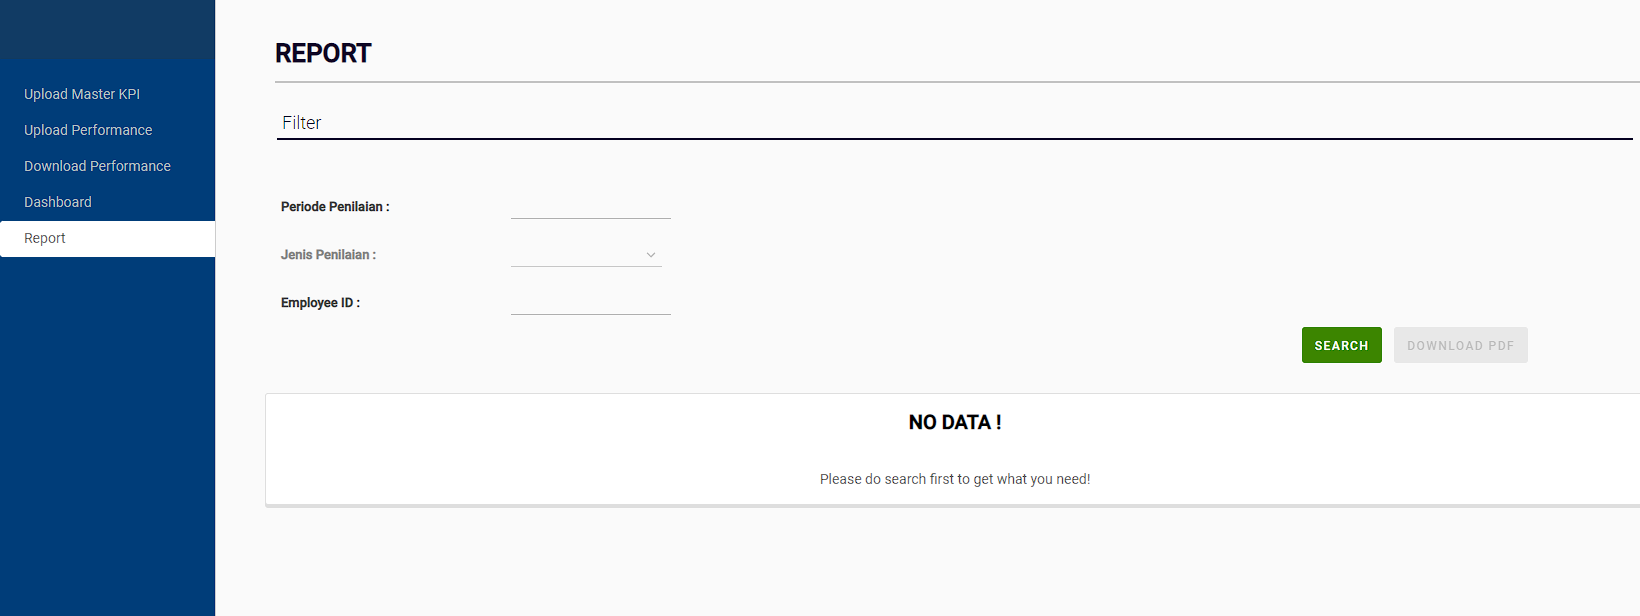 Upload Master KPI
Upload Performance
Download Performance
Dashboard
Report
REPORT
Filter
Periode Penilaian :
Jenis Penilaian :
Employee ID :
SEARCH DOWNLOAD PDF
NO DATA !
Please do search first to get what you need!